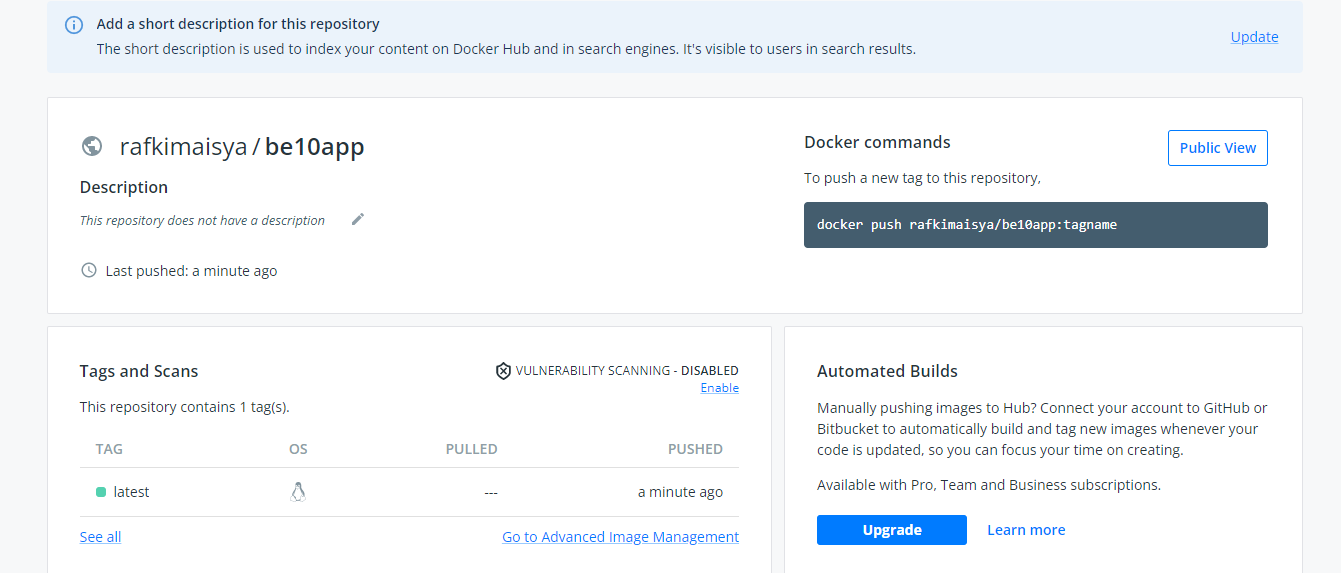 Add a short description for this repository
The short description is used to index your content on Docker Hub and in search engines. It's visible to users in search results.
Update
rafkimaisya / be10app
Description
This repository does not have a description
Last pushed: a minute ago
Docker commands
Public View
To push a new tag to this repository,
docker push rafkimaisya/be10app:tagname
Tags and Scans
VULNERABILITY SCANNING - DISABLED
Enable
This repository contains 1 tag(s).
TAG OS PULLED PUSHED
latest --- a minute ago
See all
Go to Advanced Image Management
Automated Builds
Manually pushing images to Hub? Connect your account to GitHub or
Bitbucket to automatically build and tag new images whenever your
code is updated, so you can focus your time on creating.
Available with Pro, Team and Business subscriptions.
Upgrade
Learn more